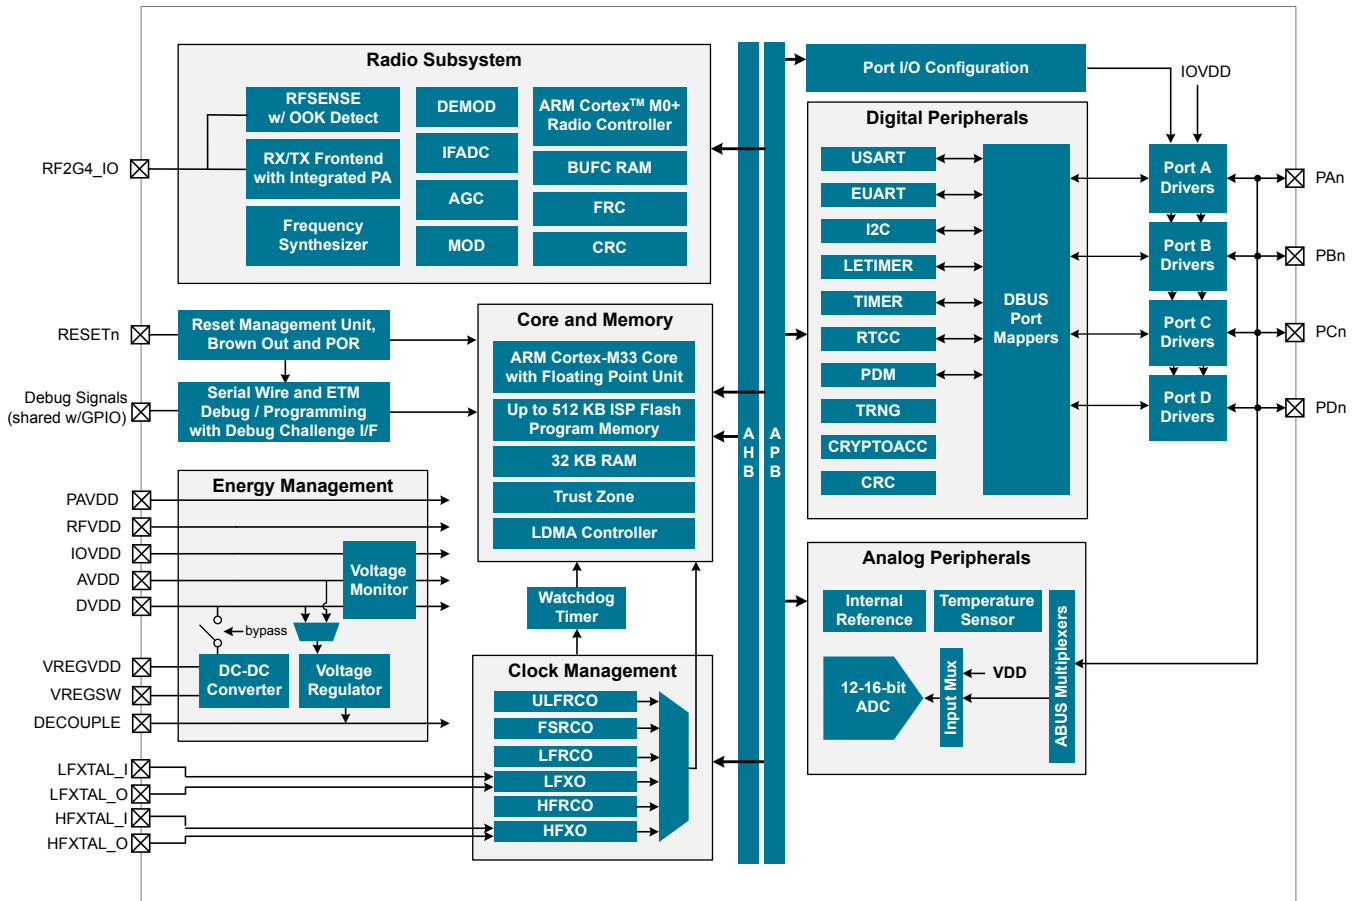 Radio Subsystem
RFSENSE
w/ OOK Detect
RX/TX Frontend
with Integrated PA
Frequency
Synthesizer
DEMOD
IFADC
AGC
MOD
ARM Cortex™ M0+
Radio Controller
BUFC RAM
FRC
CRC
RF2G4_IO
RESETn
Reset Management Unit,
Brown Out and POR
Debug Signals
(shared w/GPIO)
Serial Wire and ETM
Debug / Programming
with Debug Challenge I/F
Core and Memory
ARM Cortex-M33 Core
with Floating Point Unit
Up to 512 KB ISP Flash
Program Memory
32 KB RAM
Trust Zone
LDMA Controller
Energy Management
PAVDD
RFVDD
IOVDD
AVDD
DVDD
VREGVDD
VREGSW
DECOUPLE
Voltage
Monitor
bypass
DC-DC
Converter
Voltage
Regulator
Watchdog
Timer
Clock Management
ULFRCO
FSRCO
LFRCO
LFXO
HFRCO
HFXO
LFXTAL_I
LFXTAL_O
HFXTAL_I
HFXTAL_O
AHB
APB
Port I/O Configuration
IOVDD
Digital Peripherals
USART
EUART
I2C
LETIMER
TIMER
RTCC
PDM
TRNG
CRYPTOACC
CRC
DBUS
Port
Mappers
Port A
Drivers
Port B
Drivers
Port C
Drivers
Port D
Drivers
PAn
PBn
PCn
PDn
Analog Peripherals
Internal
Reference
Temperature
Sensor
12-16-bit
ADC
Input Mux
VDD
ABUS Multiplexers